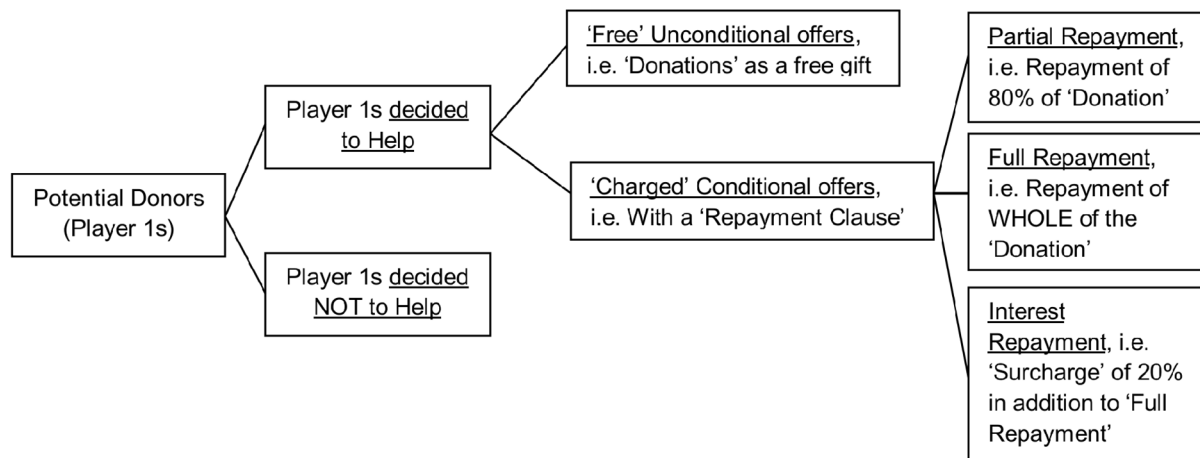 Potential Donors
(Player 1s)
Player 1s decided
to Help
Player 1s decided
NOT to Help
‘Free’ Unconditional offers,
i.e. ‘Donations’ as a free gift
‘Charged’ Conditional offers,
i.e. With a ‘Repayment Clause’
Partial Repayment,
i.e. Repayment of
80% of ‘Donation’
Full Repayment,
i.e. Repayment of
WHOLE of the
‘Donation’
Interest
Repayment, i.e.
‘Surcharge’ of 20%
in addition to ‘Full
Repayment’